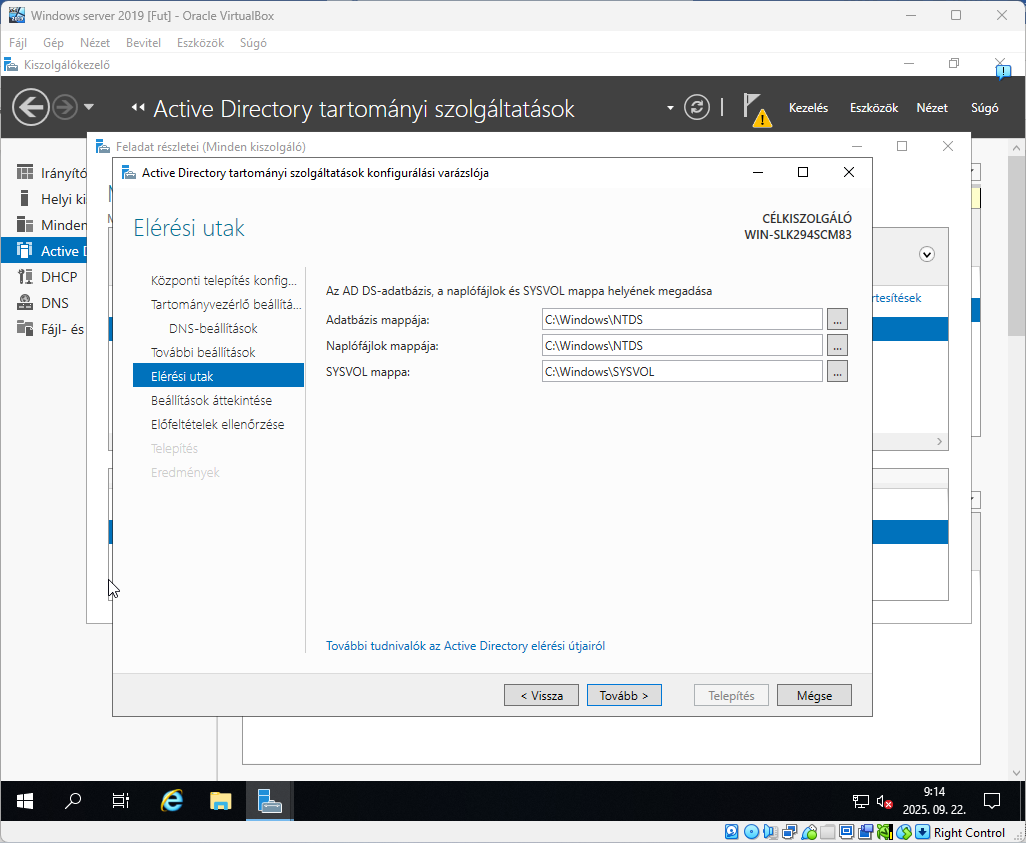 Windows server 2019 [Fut] - Oracle VirtualBox
Fájl Gép Nézet Bevitel Eszközök Súgó
Kiszolgálókezelő
Active Directory tartományi szolgáltatások
Kezelés Eszközök Nézet Súgó
Feladat részletei (Minden kiszolgáló)
Active Directory tartományi szolgáltatások konfigurálási varázslója
Irányító
Helyi ki
Minden
Active D
DHCP
DNS
Fájl- és
Elérési utak
CÉLKISZOLGÁLÓ
WIN-SLK294SCM83
Központi telepítés konfig...
Tartományvezérlő beállítá...
DNS-beállítások
További beállítások
Elérési utak
Beállítások áttekintése
Előfeltételek ellenőrzése
Telepítés
Eredmények
Az AD DS-adatbázis, a naplófájlok és SYSVOL mappa helyének megadása
Adatbázis mappája: C:\Windows\NTDS ...
Naplófájlok mappája: C:\Windows\NTDS ...
SYSVOL mappa: C:\Windows\SYSVOL ...
rtesítések
További tudnivalók az Active Directory elérési útjairól
< Vissza Tovább > Telepítés Mégse
9:14
2025. 09. 22.
Right Control